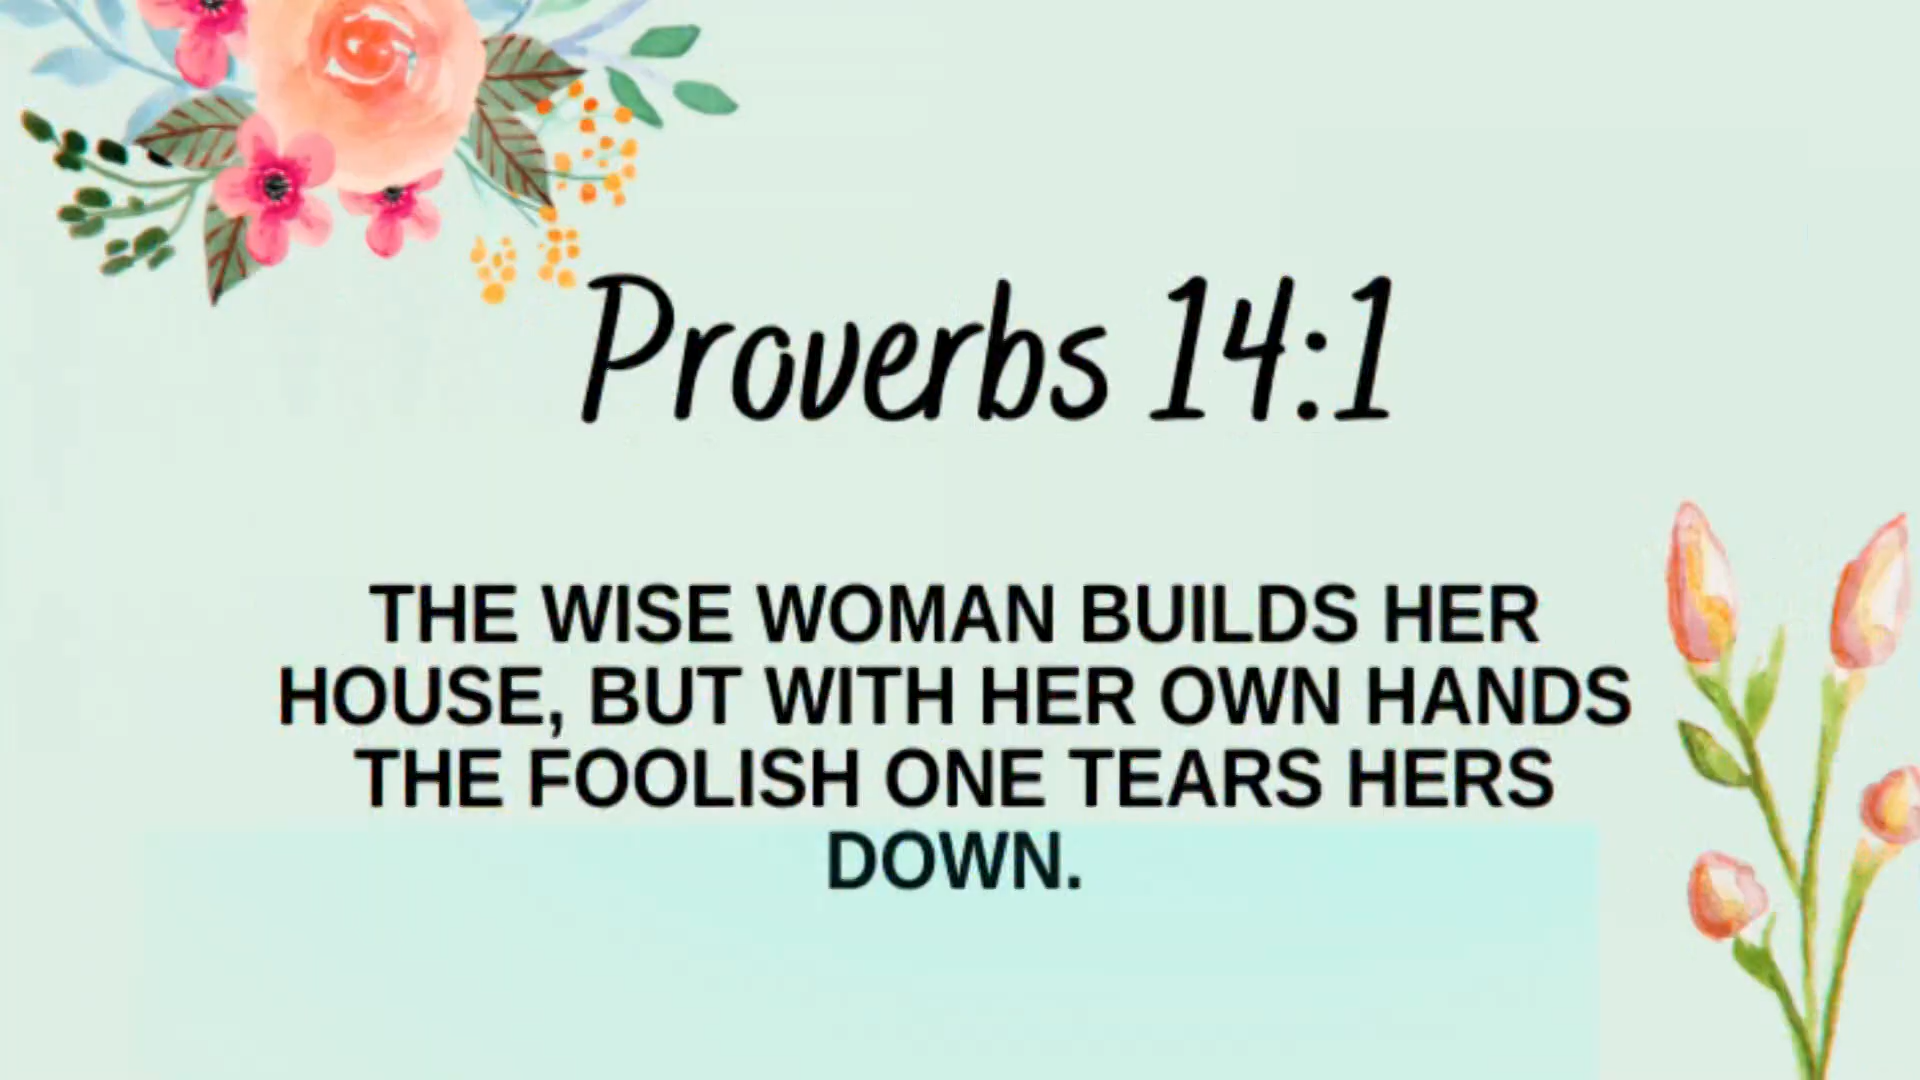 Proverbs 14:1
THE WISE WOMAN BUILDS HER
HOUSE, BUT WITH HER OWN HANDS
THE FOOLISH ONE TEARS HERS
DOWN.